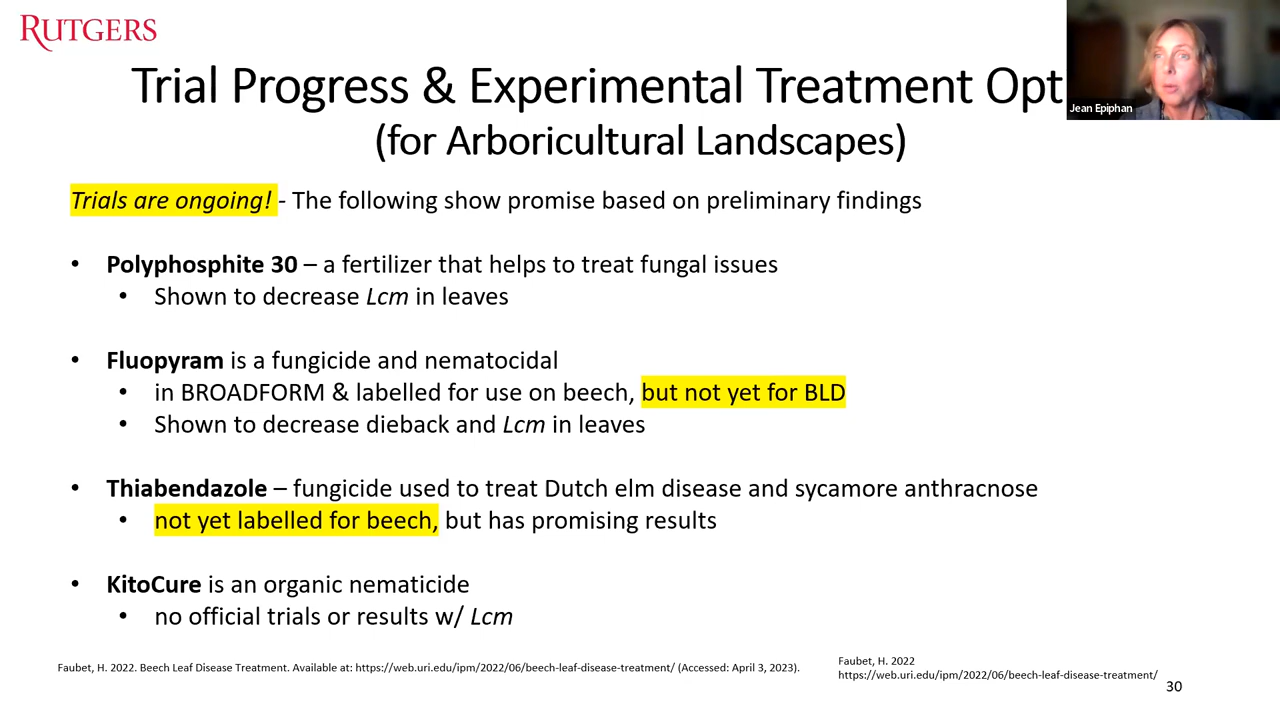 RUTGERS
Trial Progress & Experimental Treatment Opt
(for Arboricultural Landscapes)
Jean Epiphan
Trials are ongoing! - The following show promise based on preliminary findings
• Polyphosphite 30 – a fertilizer that helps to treat fungal issues
• Shown to decrease Lcm in leaves
• Fluopyram is a fungicide and nematocidal
• in BROADFORM & labelled for use on beech, but not yet for BLD
• Shown to decrease dieback and Lcm in leaves
• Thiabendazole – fungicide used to treat Dutch elm disease and sycamore anthracnose
• not yet labelled for beech, but has promising results
• KitoCure is an organic nematicide
• no official trials or results w/ Lcm
Faubet, H. 2022. Beech Leaf Disease Treatment. Available at: https://web.uri.edu/ipm/2022/06/beech-leaf-disease-treatment/ (Accessed: April 3, 2023).
Faubet, H. 2022
https://web.uri.edu/ipm/2022/06/beech-leaf-disease-treatment/
30